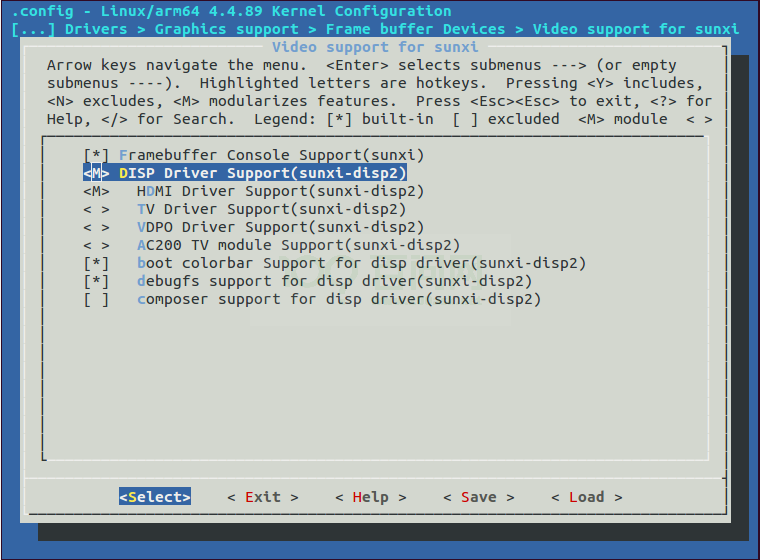 .config - Linux/arm64 4.4.89 Kernel Configuration
[...] Drivers > Graphics support > Frame buffer Devices > Video support for sunxi
Video support for sunxi
Arrow keys navigate the menu.  <Enter> selects submenus ---> (or empty
submenus ----).  Highlighted letters are hotkeys.  Pressing <Y> includes,
<N> excludes, <M> modularizes features.  Press <Esc><Esc> to exit, <?> for
Help, </> for Search.  Legend: [*] built-in  [ ] excluded  <M> module  < >
[*] Framebuffer Console Support(sunxi)
<M> DISP Driver Support(sunxi-disp2)
<M>   HDMI Driver Support(sunxi-disp2)
< >   TV Driver Support(sunxi-disp2)
< >   VDPO Driver Support(sunxi-disp2)
< >   AC200 TV module Support(sunxi-disp2)
[*]   boot colorbar Support for disp driver(sunxi-disp2)
[*]   debugfs support for disp driver(sunxi-disp2)
[ ]   composer support for disp driver(sunxi-disp2)
<Select>    < Exit >    < Help >    < Save >    < Load >